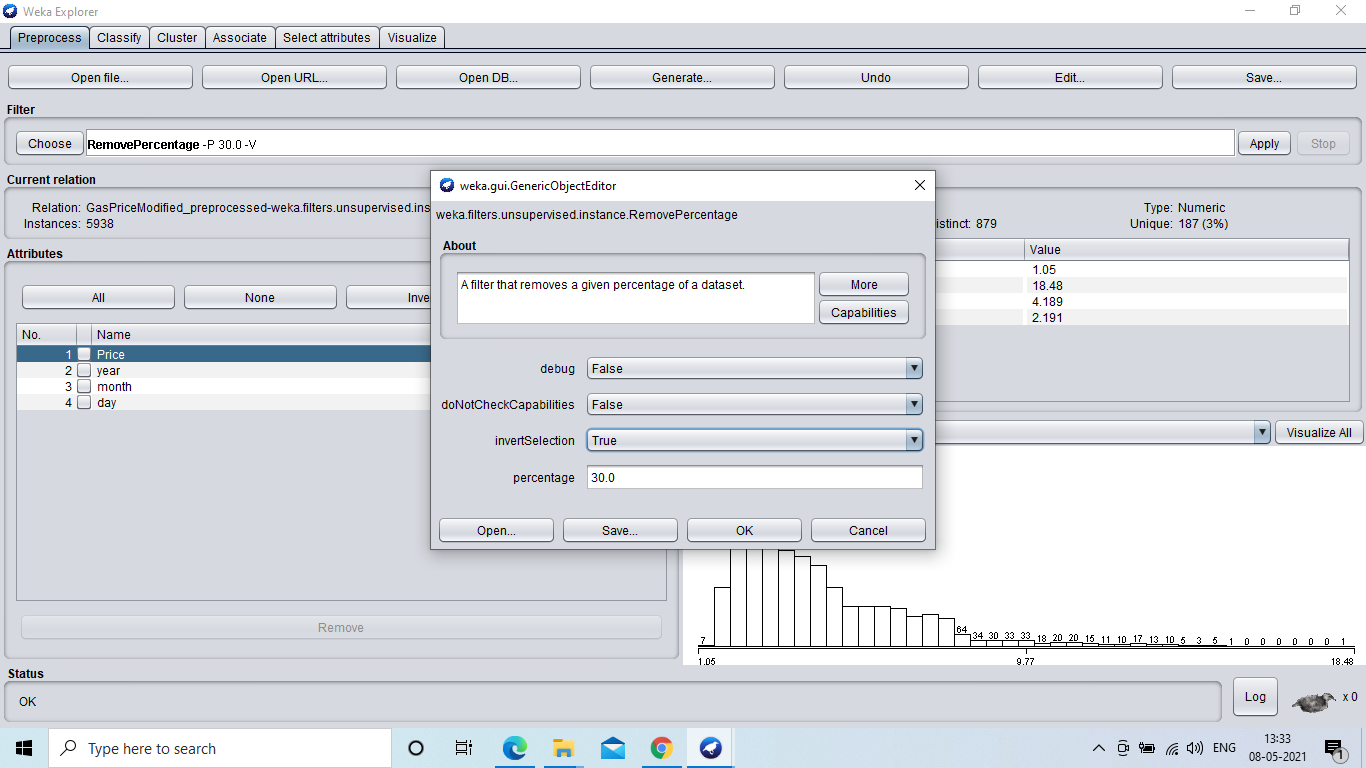 Weka Explorer
Preprocess Classify Cluster Associate Select attributes Visualize
Open file... Open URL... Open DB... Generate... Undo Edit... Save...
Filter
Choose RemovePercentage -P 30.0 -V Apply Stop
Current relation
Relation: GasPriceModified_preprocessed-weka.filters.unsupervised.ins
Instances: 5938
istinct: 879
Type: Numeric
Unique: 187 (3%)
Attributes
All None Inve
No. Name
1 Price
2 year
3 month
4 day
Remove
weka.gui.GenericObjectEditor
weka.filters.unsupervised.instance.RemovePercentage
About
A filter that removes a given percentage of a dataset.
More
Capabilities
debug False
doNotCheckCapabilities False
invertSelection True
percentage 30.0
Open... Save... OK Cancel
Value
1.05
18.48
4.189
2.191
Visualize All
7 64 34 30 33 33 18 20 20 15 11 10 17 13 10 5 3 5 1 0 0 0 0 0 0 1
1.05 9.77 18.48
Status
OK
Log x 0
Type here to search
ENG
13:33
08-05-2021
1